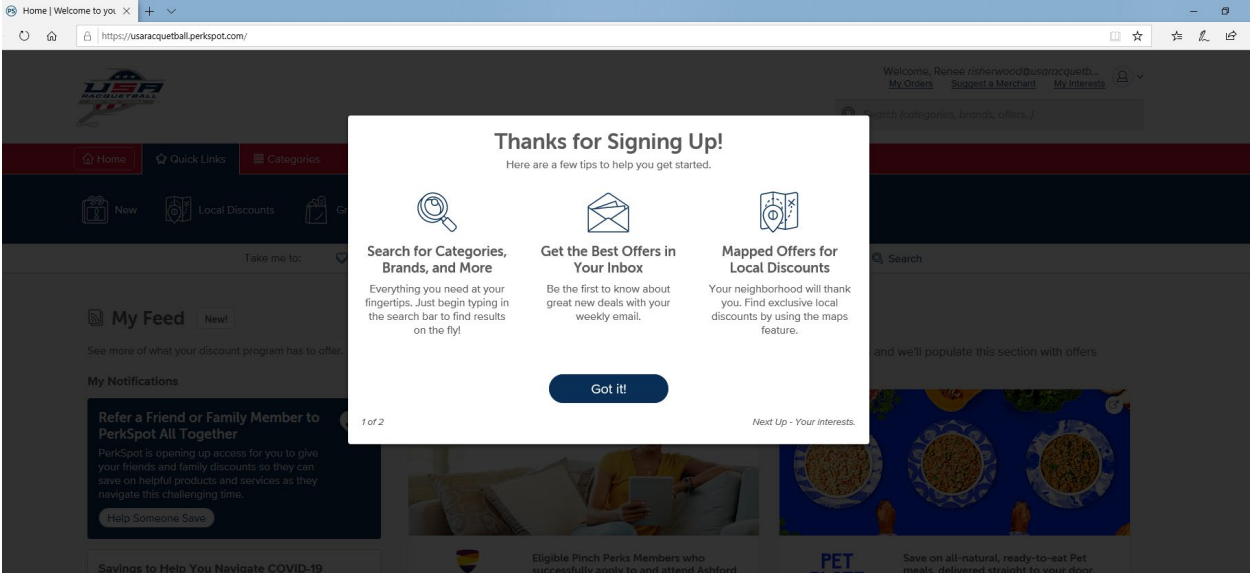 Home | Welcome to you
https://usaracquetball.perkspot.com/
USA
RACQUETBALL
Welcome, Renee risherwood@usaracquetb...
My Orders Suggest a Merchant My Interests
Search (categories, brands, offers..)
Home Quick Links Categories
New Local Discounts Gr
Take me to: Search
Thanks for Signing Up!
Here are a few tips to help you get started.
Search for Categories,
Brands, and More
Everything you need at your
fingertips. Just begin typing in
the search bar to find results
on the fly!
Get the Best Offers in
Your Inbox
Be the first to know about
great new deals with your
weekly email.
Mapped Offers for
Local Discounts
Your neighborhood will thank
you. Find exclusive local
discounts by using the maps
feature.
Got it!
1 of 2 Next Up - Your interests.
My Feed New!
See more of what your discount program has to offer.
and we'll populate this section with offers
My Notifications
Refer a Friend or Family Member to
PerkSpot All Together
PerkSpot is opening up access for you to give
your friends and family discounts so they can
save on helpful products and services as they
navigate this challenging time.
Help Someone Save
Savings to Help You Navigate COVID-19
Eligible Pinch Perks Members who
successfully apply to and attend Ashford
PET
Save on all-natural, ready-to-eat Pet
meals, delivered straight to your door.